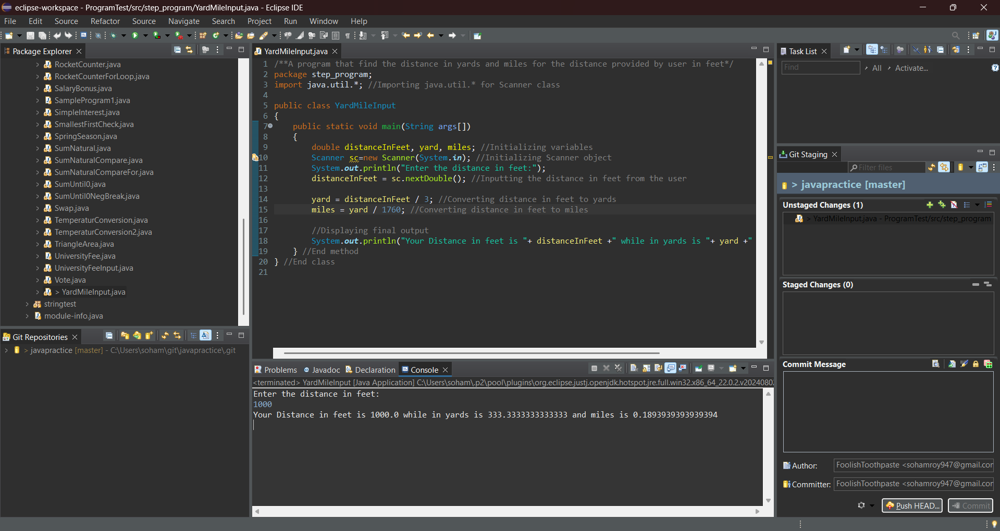 eclipse-workspace - ProgramTest/src/step_program/YardMileInput.java - Eclipse IDE
File Edit Source Refactor Source Navigate Search Project Run Window Help
Package Explorer
RocketCounter.java
RocketCounterForLoop.java
SalaryBonus.java
SampleProgram1.java
SimpleInterest.java
SmallestFirstCheck.java
SpringSeason.java
SumNatural.java
SumNaturalCompare.java
SumNaturalCompareFor.java
SumUntil0.java
SumUntil0NegBreak.java
Swap.java
TemperaturConversion.java
TemperaturConversion2.java
TriangleArea.java
UniversityFee.java
UniversityFeeInput.java
Vote.java
> YardMileInput.java
stringtest
module-info.java
Git Repositories
> javapractice [master] - C:\Users\soham\git\javapractice\.git
YardMileInput.java
1 /**A program that find the distance in yards and miles for the distance provided by user in feet*/
2 package step_program;
3 import java.util.*; //Importing java.util.* for Scanner class
4
5 public class YardMileInput
6 {
7 public static void main(String args[])
8 {
9 double distanceInFeet, yard, miles; //Initializing variables
10 Scanner sc=new Scanner(System.in); //Initializing Scanner object
11 System.out.println("Enter the distance in feet:");
12 distanceInFeet = sc.nextDouble(); //Inputting the distance in feet from the user
13
14 yard = distanceInFeet / 3; //Converting distance in feet to yards
15 miles = yard / 1760; //Converting distance in feet to miles
16
17 //Displaying final output
18 System.out.println("Your Distance in feet is "+ distanceInFeet +" while in yards is "+ yard +"
19 } //End method
20 } //End class
21
Problems Javadoc Declaration Console
<terminated> YardMileInput [Java Application] C:\Users\soham\.p2\pool\plugins\org.eclipse.justj.openjdk.hotspot.jre.full.win32.x86_64_22.0.2.v2024080
Enter the distance in feet:
1000
Your Distance in feet is 1000.0 while in yards is 333.3333333333333 and miles is 0.1893939393939394
Task List
Find All Activate...
Git Staging
Filter files
> javapractice [master]
Unstaged Changes (1)
> YardMileInput.java - ProgramTest/src/step_program
Staged Changes (0)
Commit Message
Author: FoolishToothpaste <sohamroy947@gmail.com
Committer: FoolishToothpaste <sohamroy947@gmail.com
Push HEAD... Commit